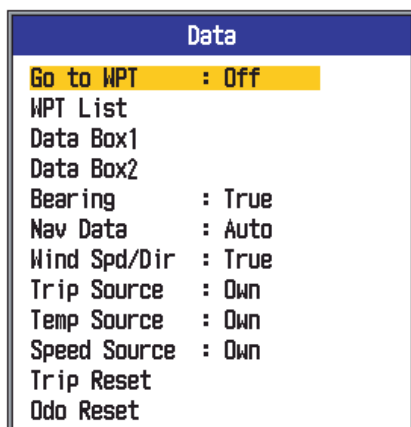 Data
Go to WPT : Off
WPT List
Data Box1
Data Box2
Bearing : True
Nav Data : Auto
Wind Spd/Dir : True
Trip Source : Own
Temp Source : Own
Speed Source : Own
Trip Reset
Odo Reset